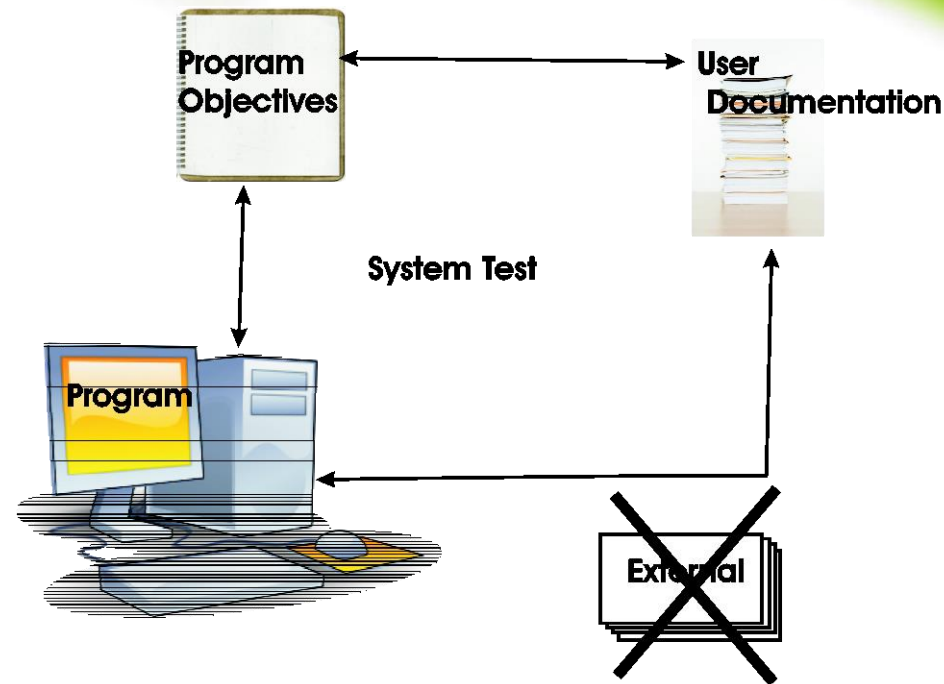 Program
Objectives
User
Documentation
System Test
Program
External